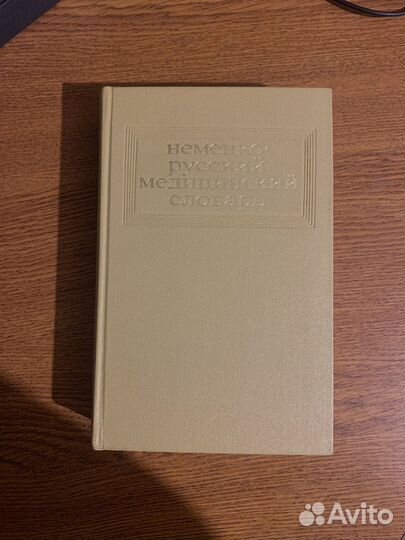 немецко-
русский
медицинский
словарь
Avito